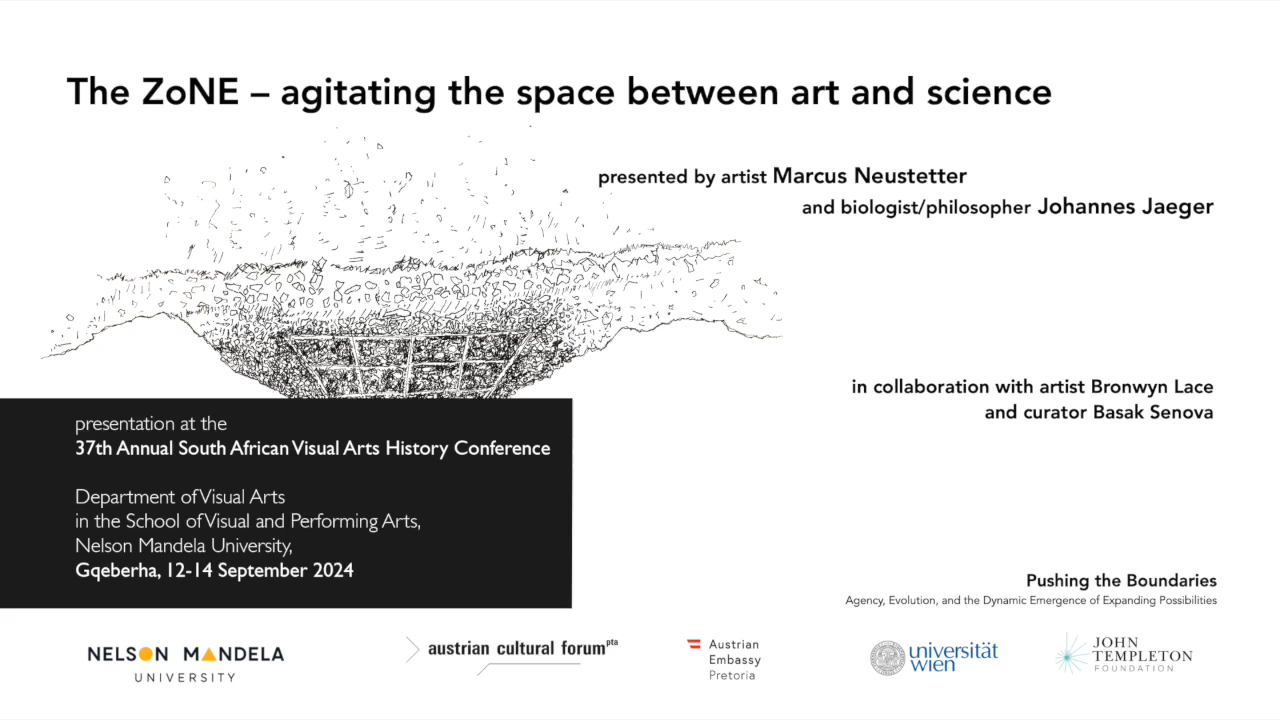 The ZoNE – agitating the space between art and science
presented by artist Marcus Neustetter
and biologist/philosopher Johannes Jaeger
in collaboration with artist Bronwyn Lace
and curator Basak Senova
presentation at the
37th Annual South African Visual Arts History Conference
Department of Visual Arts
in the School of Visual and Performing Arts,
Nelson Mandela University,
Gqeberha, 12-14 September 2024
Pushing the Boundaries
Agency, Evolution, and the Dynamic Emergence of Expanding Possibilities
NELSON MANDELA
UNIVERSITY
austrian cultural forum pta
Austrian
Embassy
Pretoria
universität
wien
JOHN
TEMPLETON
FOUNDATION